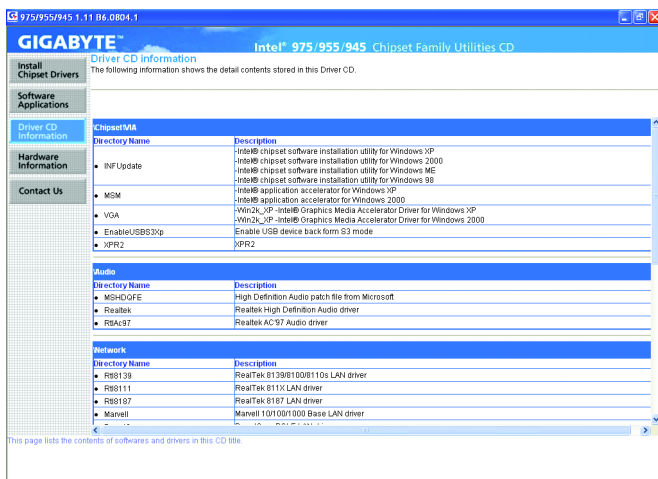 975/955/945 1.11 B6.0804.1
GIGABYTE™
Intel® 975/955/945 Chipset Family Utilities CD
Install
Chipset Drivers
Software
Applications
Driver CD
Information
Hardware
Information
Contact Us
Driver CD information
The following information shows the detail contents stored in this Driver CD.
\Chipset\VIA
Directory Name Description
• INFUpdate
-Intel® chipset software installation utility for Windows XP
-Intel® chipset software installation utility for Windows 2000
-Intel® chipset software installation utility for Windows ME
-Intel® chipset software installation utility for Windows 98
• MSM
-Intel® application accelerator for Windows XP
-Intel® application accelerator for Windows 2000
• VGA
-Win2k_XP -Intel® Graphics Media Accelerator Driver for Windows XP
-Win2k_XP -Intel® Graphics Media Accelerator Driver for Windows 2000
• EnableUSBS3Xp Enable USB device back form S3 mode
• XPR2 XPR2
\Audio
Directory Name Description
• MSHDQFE High Definition Audio patch file from Microsoft
• Realtek Realtek High Definition Audio driver
• RtlAc97 Realtek AC'97 Audio driver
\Network
Directory Name Description
• Rtl8139 RealTek 8139/8100/8110s LAN driver
• Rtl8111 RealTek 811X LAN driver
• Rtl8187 RealTek 8187 LAN driver
• Marvell Marvell 10/100/1000 Base LAN driver
This page lists the contents of softwares and drivers in this CD title.